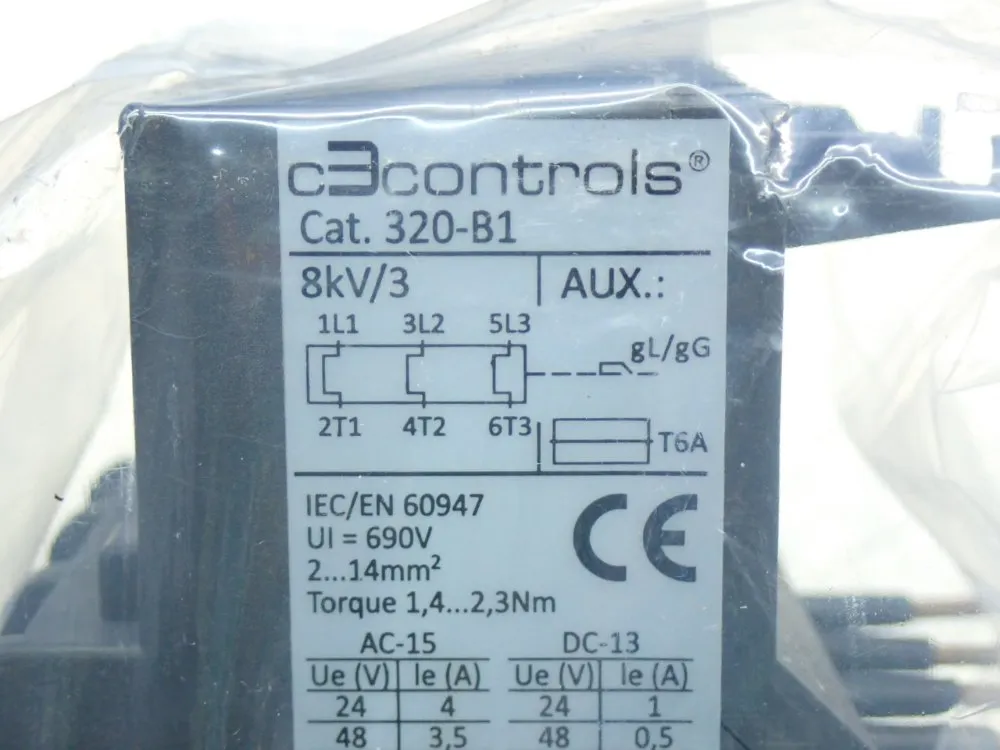 c3controls®
Cat. 320-B1
8kV/3 AUX.:
1L1 3L2 5L3
gL/gG
2T1 4T2 6T3
T6A
IEC/EN 60947
UI = 690V
2...14mm²
Torque 1,4...2,3Nm
CE
AC-15 DC-13
Ue (V) Ie (A) Ue (V) Ie (A)
24 4 24 1
48 3,5 48 0,5